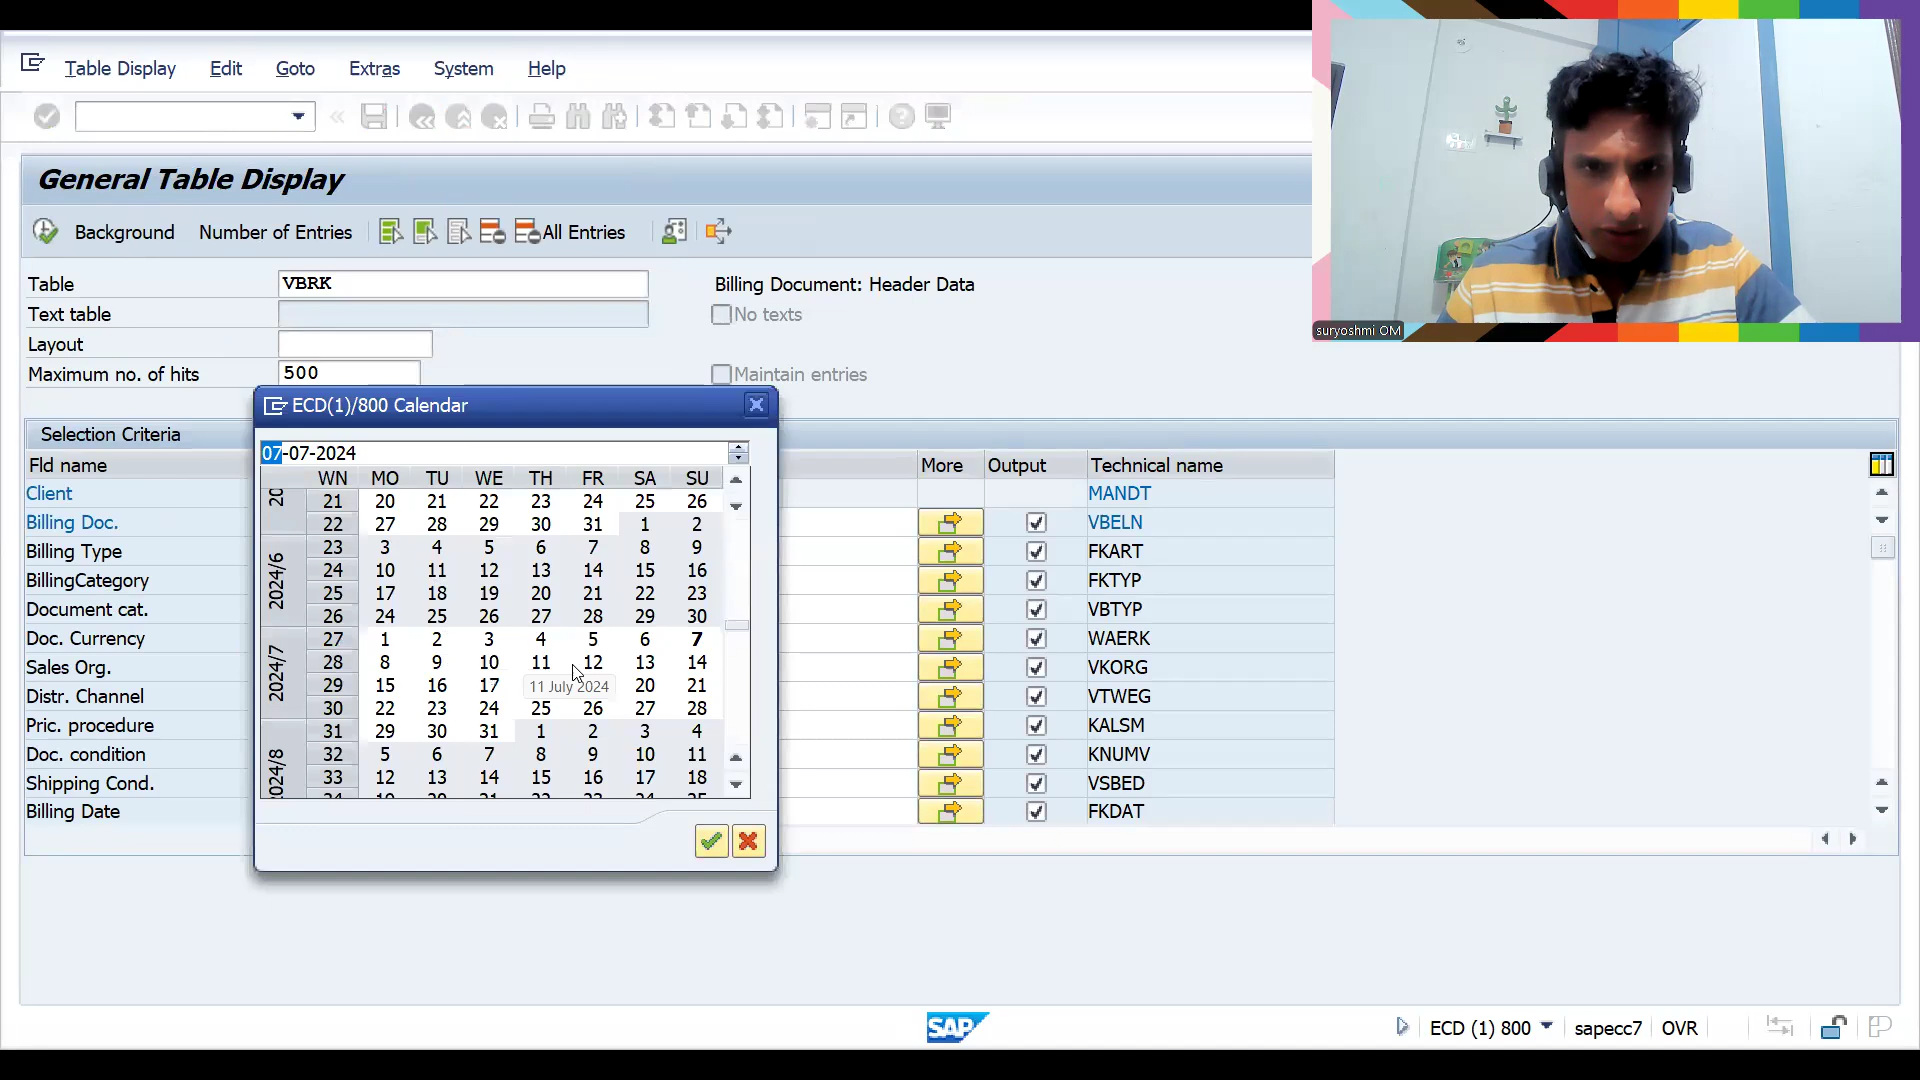 Table Display Edit Goto Extras System Help
General Table Display
Background Number of Entries All Entries
Table VBRK Billing Document: Header Data
Text table No texts
Layout
Maximum no. of hits 500 Maintain entries
suryoshmi OM
ECD(1)/800 Calendar
07-07-2024
WN MO TU WE TH FR SA SU
20 21 20 21 22 23 24 25 26
22 27 28 29 30 31 1 2
2024/6
23 3 4 5 6 7 8 9
24 10 11 12 13 14 15 16
25 17 18 19 20 21 22 23
26 24 25 26 27 28 29 30
2024/7
27 1 2 3 4 5 6 7
28 8 9 10 11 12 13 14
29 15 16 17 20 21
11 July 2024
30 22 23 24 25 26 27 28
2024/8
31 29 30 31 1 2 3 4
32 5 6 7 8 9 10 11
33 12 13 14 15 16 17 18
Selection Criteria
Fld name More Output Technical name
Client MANDT
Billing Doc. VBELN
Billing Type FKART
BillingCategory FKTYP
Document cat. VBTYP
Doc. Currency WAERK
Sales Org. VKORG
Distr. Channel VTWEG
Pric. procedure KALSM
Doc. condition KNUMV
Shipping Cond. VSBED
Billing Date FKDAT
SAP ECD (1) 800 sapecc7 OVR